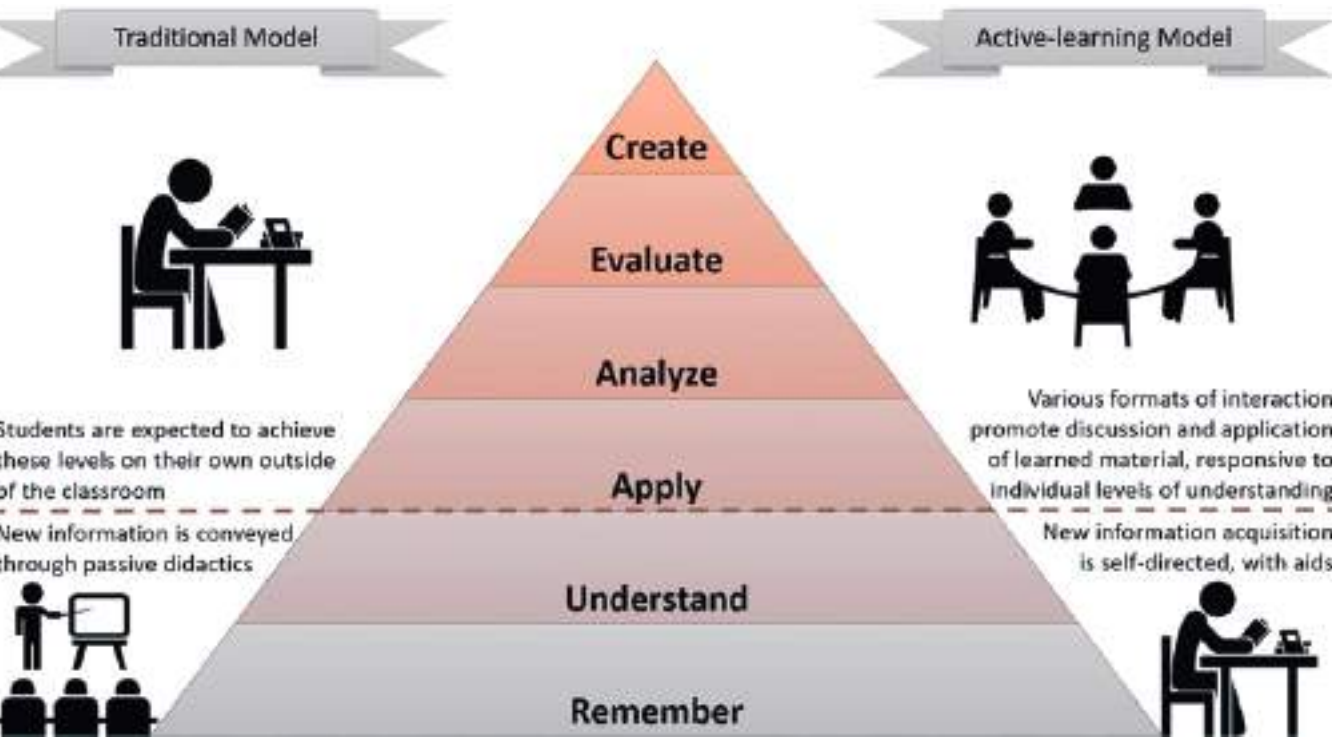 Traditional Model
Active-learning Model
Create
Evaluate
Analyze
Apply
Understand
Remember
Students are expected to achieve
these levels on their own outside
of the classroom
New information is conveyed
through passive didactics
Various formats of interaction
promote discussion and application
of learned material, responsive to
individual levels of understanding
New information acquisition
is self-directed, with aids